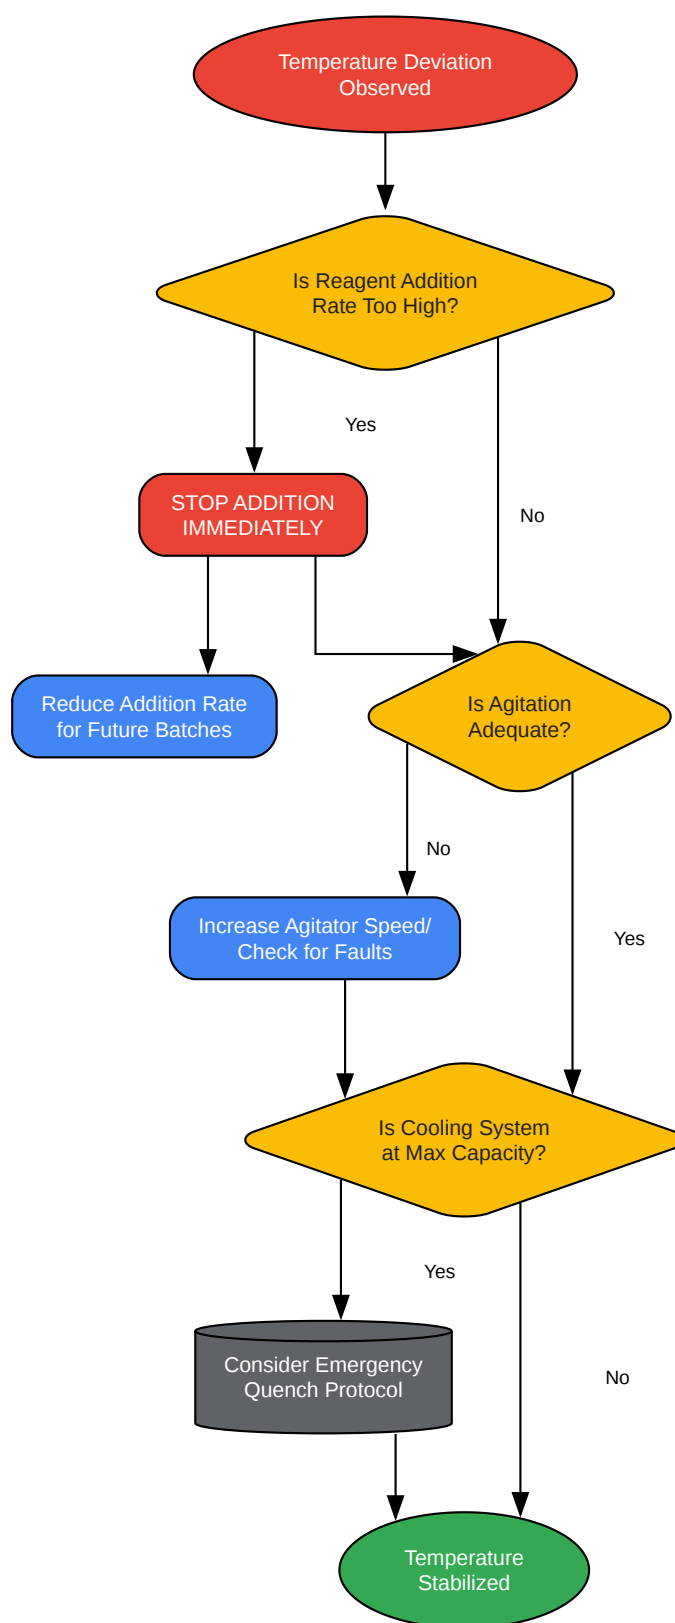 Temperature Deviation
Observed
Is Reagent Addition
Rate Too High?
Yes
STOP ADDITION
IMMEDIATELY
No
Reduce Addition Rate
for Future Batches
Is Agitation
Adequate?
No
Increase Agitator Speed/
Check for Faults
Yes
Is Cooling System
at Max Capacity?
Yes
Consider Emergency
Quench Protocol
No
Temperature
Stabilized